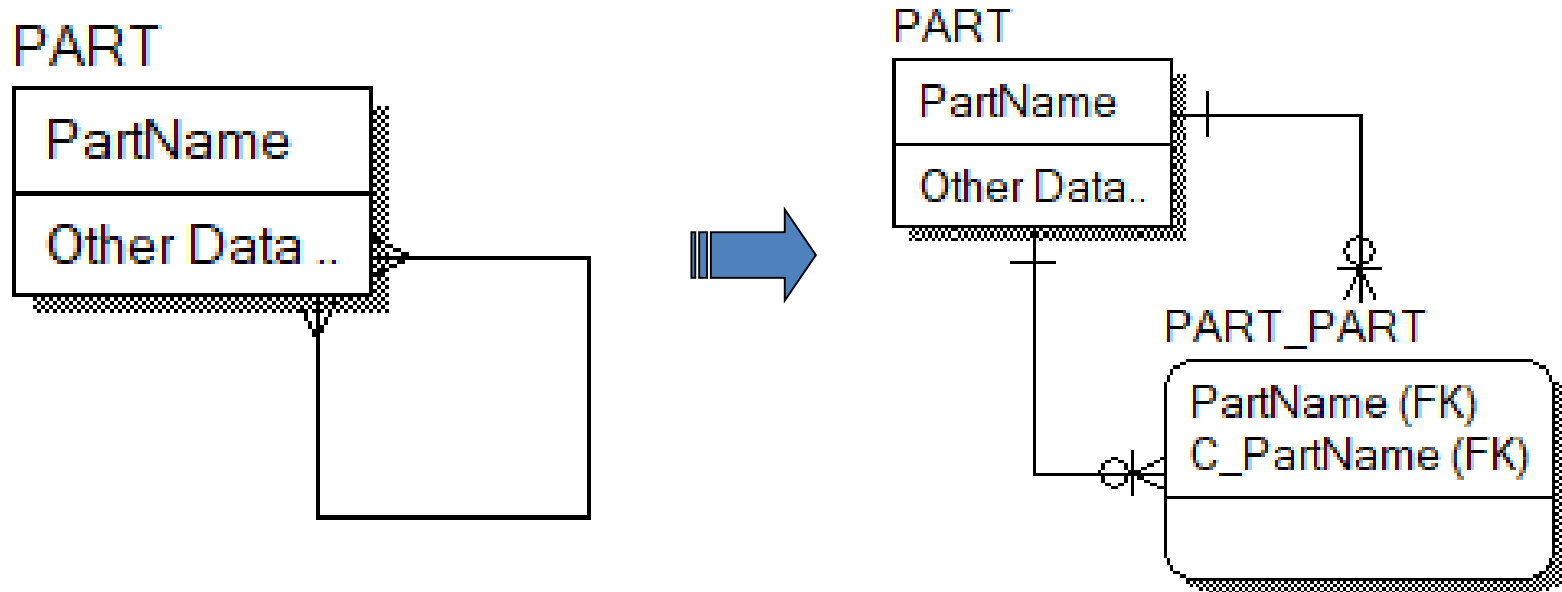 PART
PartName
Other Data ..
PART
PartName
Other Data..
PART_PART
PartName (FK)
C_PartName (FK)